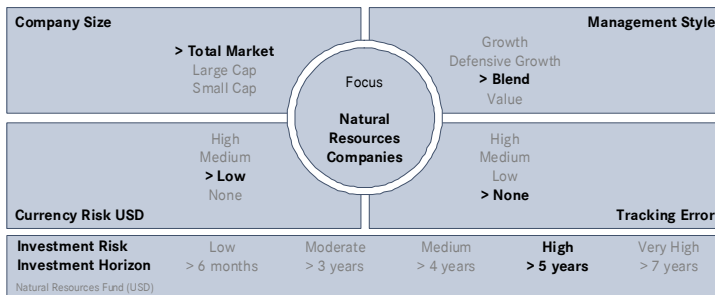 Company Size
> Total Market
Large Cap
Small Cap
Management Style
Growth
Defensive Growth
> Blend
Value
Focus
Natural
Resources
Companies
High
Medium
> Low
None
Currency Risk USD
High
Medium
Low
> None
Tracking Error
Investment Risk Low Moderate Medium High Very High
Investment Horizon > 6 months > 3 years > 4 years > 5 years > 7 years
Natural Resources Fund (USD)